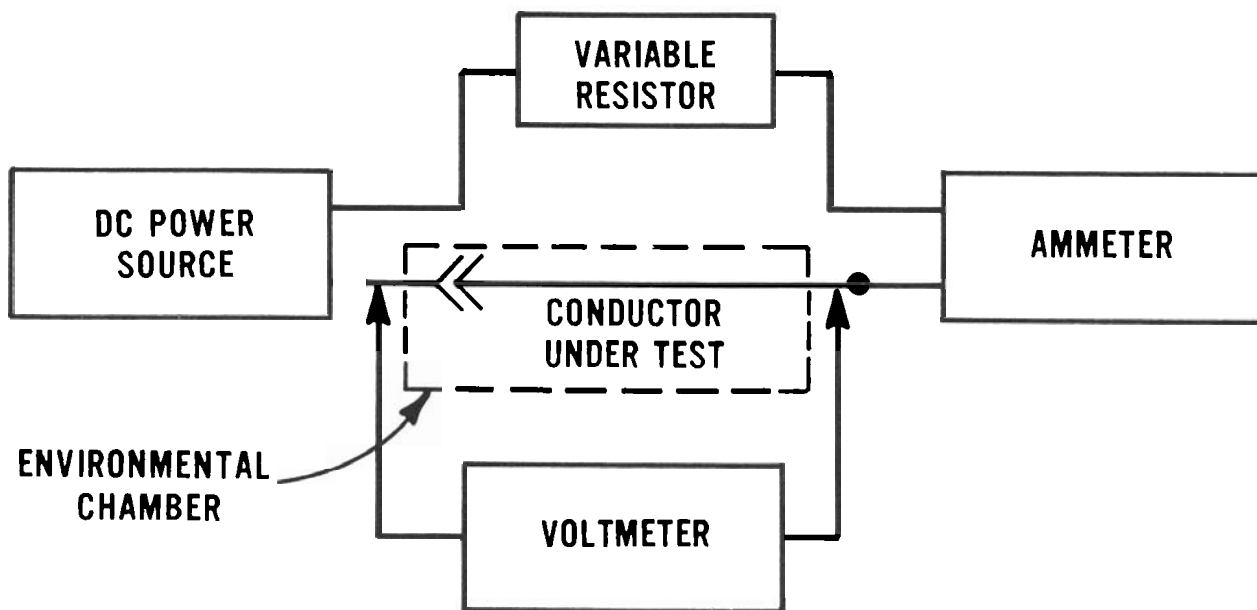 VARIABLE
RESISTOR
DC POWER
SOURCE
AMMETER
CONDUCTOR
UNDER TEST
ENVIRONMENTAL
CHAMBER
VOLTMETER